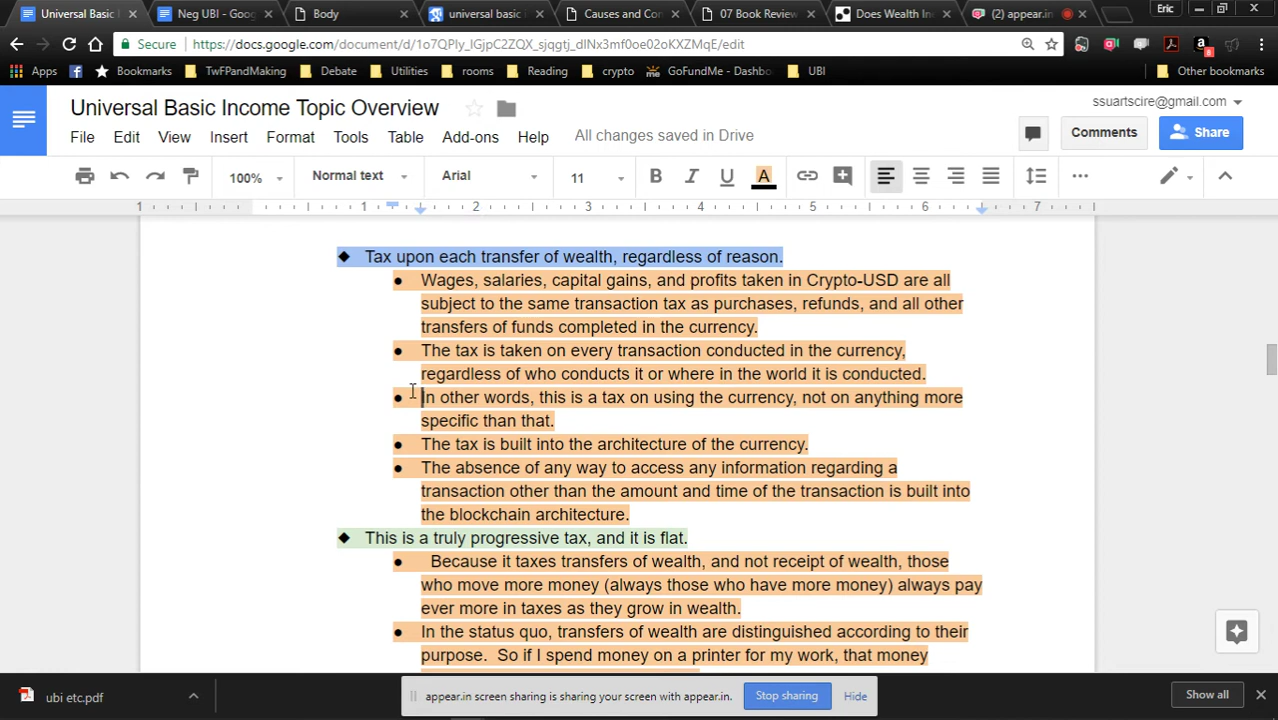 Universal Basic I
Neg UBI - Goog
Body
universal basic i
Causes and Con
07 Book Review
Does Wealth In
(2) appear.in
Eric
Secure
https://docs.google.com/document/d/1o7QPly_IGjpC2ZQX_sjqgtj_dINx3mf0oe02oKXZMqE/edit
8
Apps
Bookmarks
TwFPandMaking
Debate
Utilities
rooms
Reading
crypto
GoFundMe - Dashbo
UBI
Other bookmarks
Universal Basic Income Topic Overview
ssuartscire@gmail.com
File Edit View Insert Format Tools Table Add-ons Help
All changes saved in Drive
Comments
Share
100%
Normal text
Arial
11
B I U A
1 1 2 3 4 5 6 7
◆ Tax upon each transfer of wealth, regardless of reason.
● Wages, salaries, capital gains, and profits taken in Crypto-USD are all
subject to the same transaction tax as purchases, refunds, and all other
transfers of funds completed in the currency.
● The tax is taken on every transaction conducted in the currency,
regardless of who conducts it or where in the world it is conducted.
● In other words, this is a tax on using the currency, not on anything more
specific than that.
● The tax is built into the architecture of the currency.
● The absence of any way to access any information regarding a
transaction other than the amount and time of the transaction is built into
the blockchain architecture.
◆ This is a truly progressive tax, and it is flat.
● Because it taxes transfers of wealth, and not receipt of wealth, those
who move more money (always those who have more money) always pay
ever more in taxes as they grow in wealth.
● In the status quo, transfers of wealth are distinguished according to their
purpose. So if I spend money on a printer for my work, that money
ubi etc.pdf
appear.in screen sharing is sharing your screen with appear.in.
Stop sharing
Hide
Show all